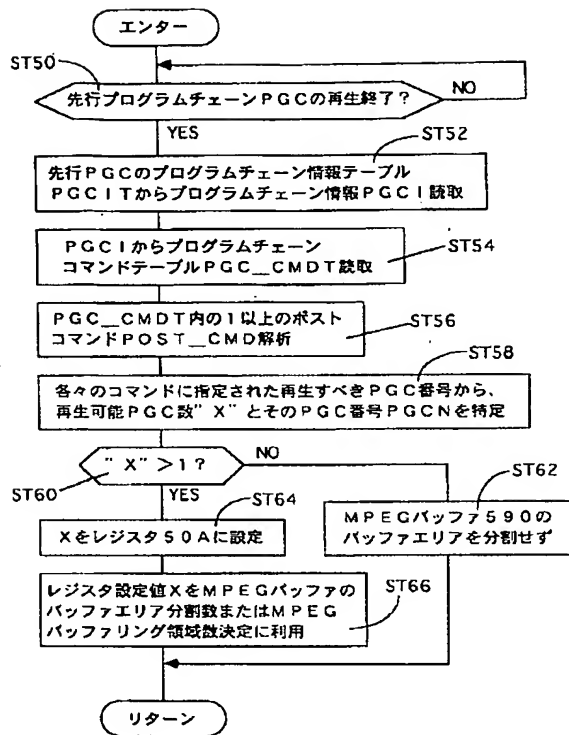 エンター
ST50
先行プログラムチェーンPGCの再生終了?
NO
YES
ST52
先行PGCのプログラムチェーン情報テーブル
PGCITからプログラムチェーン情報PGCI読取
PGCIからプログラムチェーン
コマンドテーブルPGC__CMDT読取
ST54
PGC__CMDT内の1以上のポスト
コマンドPOST__CMD解析
ST56
ST58
各々のコマンドに指定された再生すべきPGC番号から、
再生可能PGC数"X"とそのPGC番号PGCNを特定
"X">1?
NO
ST60
YES
ST64
ST62
Xをレジスタ50Aに設定
MPEGバッファ590の
バッファエリアを分割せず
レジスタ設定値XをMPEGバッファの
バッファエリア分割数またはMPEG
バッファリング領域数決定に利用
ST66
リターン